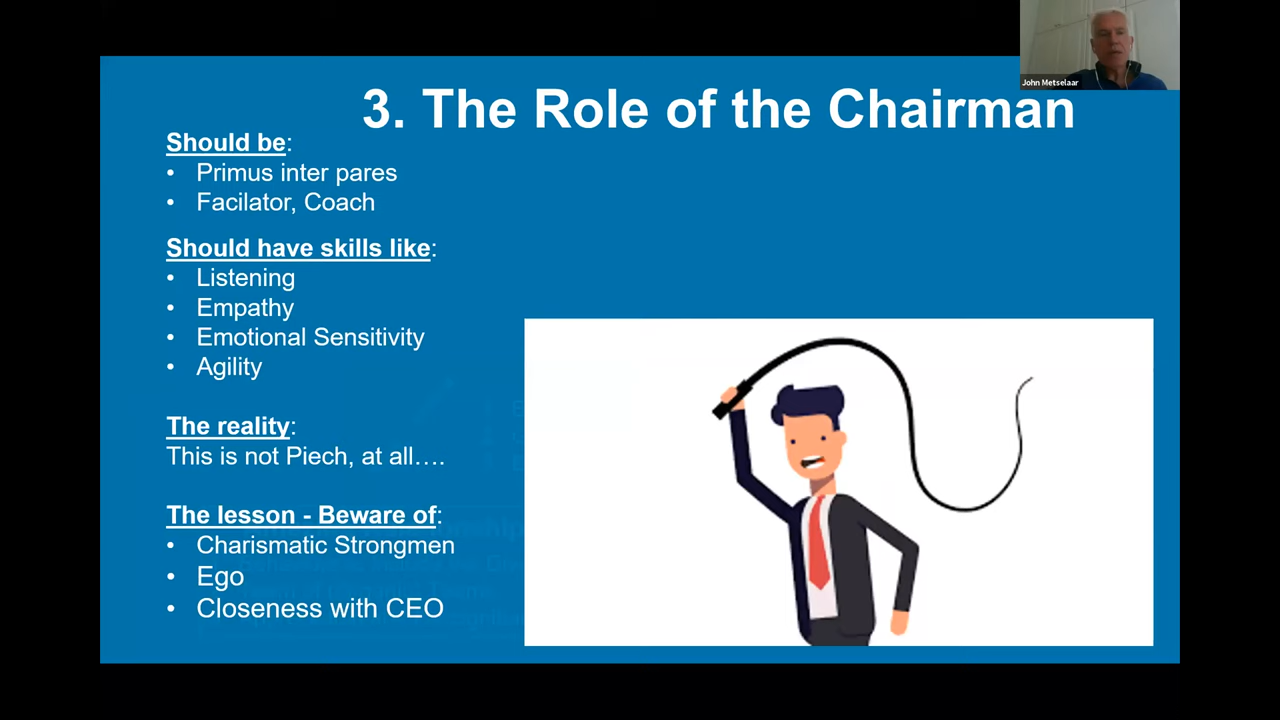 John Metselaar
3. The Role of the Chairman
Should be:
• Primus inter pares
• Facilator, Coach
Should have skills like:
• Listening
• Empathy
• Emotional Sensitivity
• Agility
The reality:
This is not Piech, at all….
The lesson - Beware of:
• Charismatic Strongmen
• Ego
• Closeness with CEO